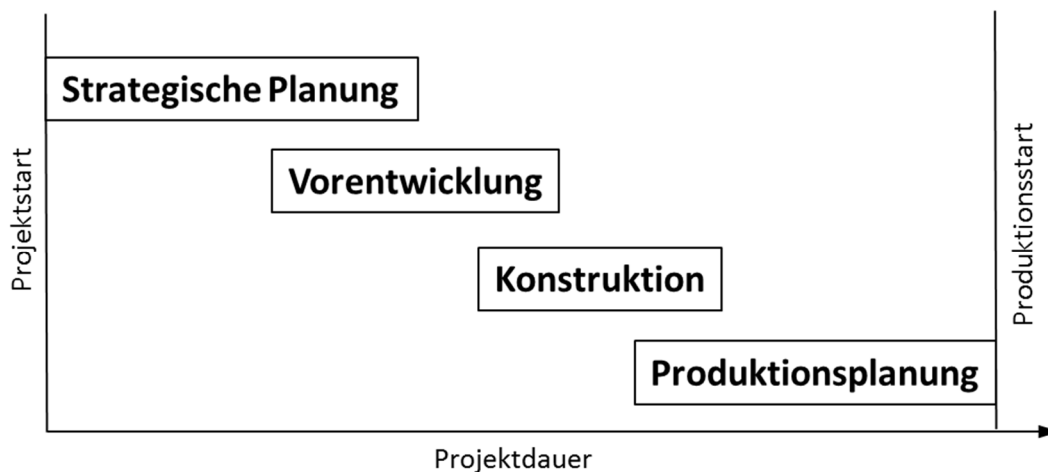 Strategische Planung
Vorentwicklung
Konstruktion
Produktionsplanung
Projektstart
Produktionsstart
Projektdauer